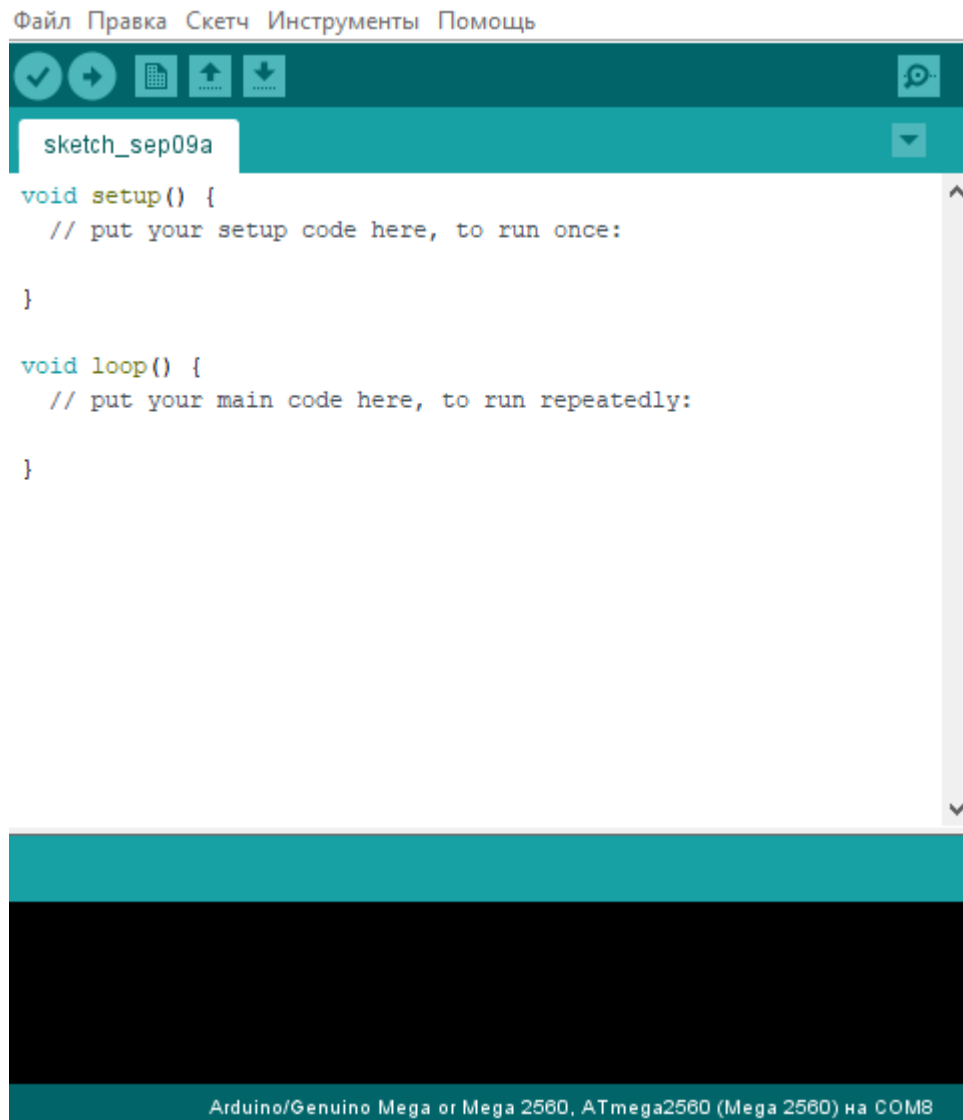 Файл Правка Скетч Инструменты Помощь
sketch_sep09a
void setup() {
  // put your setup code here, to run once:
}
void loop() {
  // put your main code here, to run repeatedly:
}
Arduino/Genuino Mega or Mega 2560, ATmega2560 (Mega 2560) на COM8